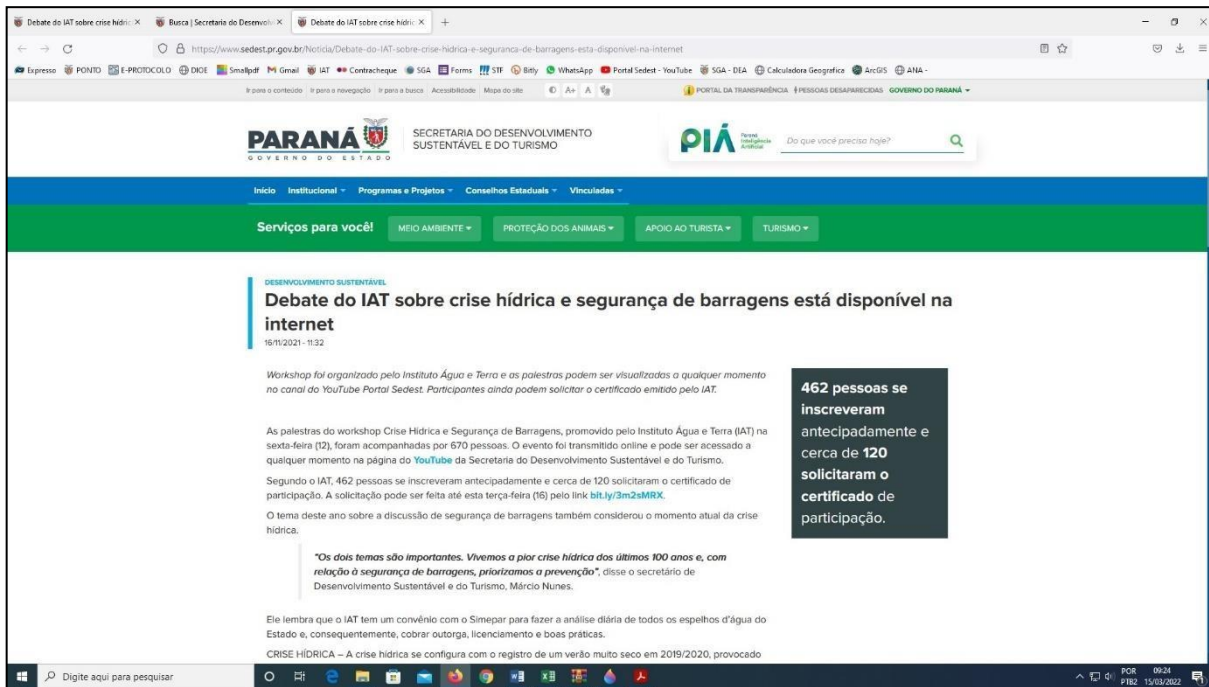 Debate do IAT sobre crise hídric
Busca | Secretaria do Desenvolvi
Debate do IAT sobre crise hídric
https://www.sedest.pr.gov.br/Noticia/Debate-do-IAT-sobre-crise-hidrica-e-seguranca-de-barragens-esta-disponivel-na-internet
Expresso PONTO E-PROTOCOLO DIOE Smallpdf Gmail IAT Contracheque SGA Forms STF Bitly WhatsApp Portal Sedest - YouTube SGA - DEA Calculadora Geografica ArcGIS ANA -
Ir para o conteúdo Ir para a navegação Ir para a busca Acessibilidade Mapa do site A+ A PORTAL DA TRANSPARÊNCIA PESSOAS DESAPARECIDAS GOVERNO DO PARANÁ
PARANÁ
GOVERNO DO ESTADO
SECRETARIA DO DESENVOLVIMENTO
SUSTENTÁVEL E DO TURISMO
PIÁ
Paraná
Inteligência
Artificial
Do que você precisa hoje?
Início Institucional Programas e Projetos Conselhos Estaduais Vinculadas
Serviços para você! MEIO AMBIENTE PROTEÇÃO DOS ANIMAIS APOIO AO TURISTA TURISMO
DESENVOLVIMENTO SUSTENTÁVEL
Debate do IAT sobre crise hídrica e segurança de barragens está disponível na
internet
16/11/2021 - 11:32
Workshop foi organizado pelo Instituto Água e Terra e as palestras podem ser visualizadas a qualquer momento
no canal do YouTube Portal Sedest. Participantes ainda podem solicitar o certificado emitido pelo IAT.
As palestras do workshop Crise Hídrica e Segurança de Barragens, promovido pelo Instituto Água e Terra (IAT) na
sexta-feira (12), foram acompanhadas por 670 pessoas. O evento foi transmitido online e pode ser acessado a
qualquer momento na página do YouTube da Secretaria do Desenvolvimento Sustentável e do Turismo.
Segundo o IAT, 462 pessoas se inscreveram antecipadamente e cerca de 120 solicitaram o certificado de
participação. A solicitação pode ser feita até esta terça-feira (16) pelo link bit.ly/3m2sMRX.
O tema deste ano sobre a discussão de segurança de barragens também considerou o momento atual da crise
hídrica.
"Os dois temas são importantes. Vivemos a pior crise hídrica dos últimos 100 anos e, com
relação à segurança de barragens, priorizamos a prevenção", disse o secretário de
Desenvolvimento Sustentável e do Turismo, Márcio Nunes.
Ele lembra que o IAT tem um convênio com o Simepar para fazer a análise diária de todos os espelhos d'água do
Estado e, consequentemente, cobrar outorga, licenciamento e boas práticas.
CRISE HÍDRICA – A crise hídrica se configura com o registro de um verão muito seco em 2019/2020, provocado
462 pessoas se
inscreveram
antecipadamente e
cerca de 120
solicitaram o
certificado de
participação.
Digite aqui para pesquisar
POR 09:24
PTB2 15/03/2022